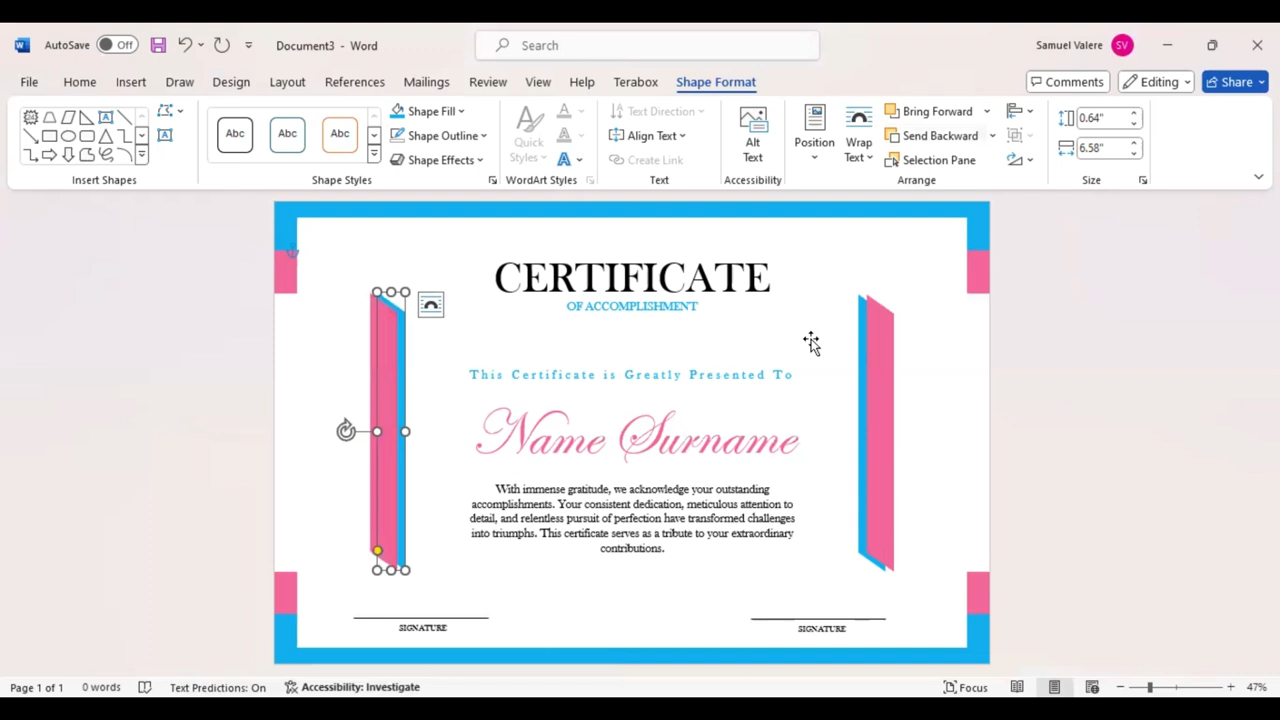 AutoSave Off Document3 - Word Search Samuel Valere SV
File Home Insert Draw Design Layout References Mailings Review View Help Terabox Shape Format Comments Editing Share
Abc Abc Abc
Shape Fill
Shape Outline
Shape Effects
Quick Styles
Text Direction
Align Text
Create Link
Alt Text
Position
Wrap Text
Bring Forward
Send Backward
Selection Pane
0.64"
6.58"
Insert Shapes Shape Styles WordArt Styles Text Accessibility Arrange Size
CERTIFICATE
OF ACCOMPLISHMENT
This Certificate is Greatly Presented To
Name Surname
With immense gratitude, we acknowledge your outstanding
accomplishments. Your consistent dedication, meticulous attention to
detail, and relentless pursuit of perfection have transformed challenges
into triumphs. This certificate serves as a tribute to your extraordinary
contributions.
SIGNATURE SIGNATURE
Page 1 of 1 0 words Text Predictions: On Accessibility: Investigate Focus 47%